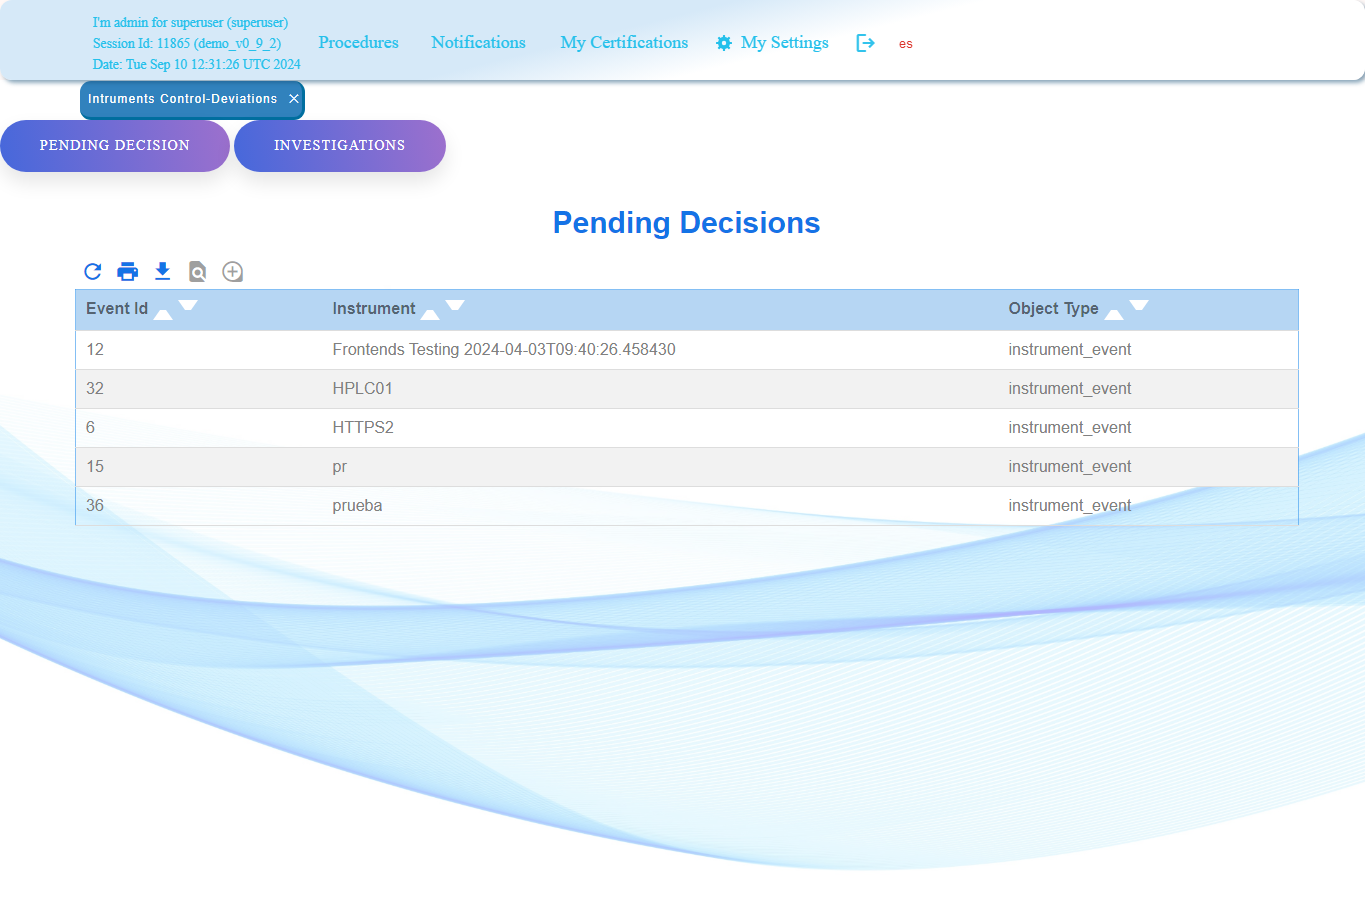 I'm admin for superuser (superuser)
Session Id: 11865 (demo_v0_9_2)
Date: Tue Sep 10 12:31:26 UTC 2024
Procedures
Notifications
My Certifications
My Settings
es
Intruments Control-Deviations
PENDING DECISION
INVESTIGATIONS
Pending Decisions
Event Id Instrument Object Type
12 Frontends Testing 2024-04-03T09:40:26.458430 instrument_event
32 HPLC01 instrument_event
6 HTTPS2 instrument_event
15 pr instrument_event
36 prueba instrument_event